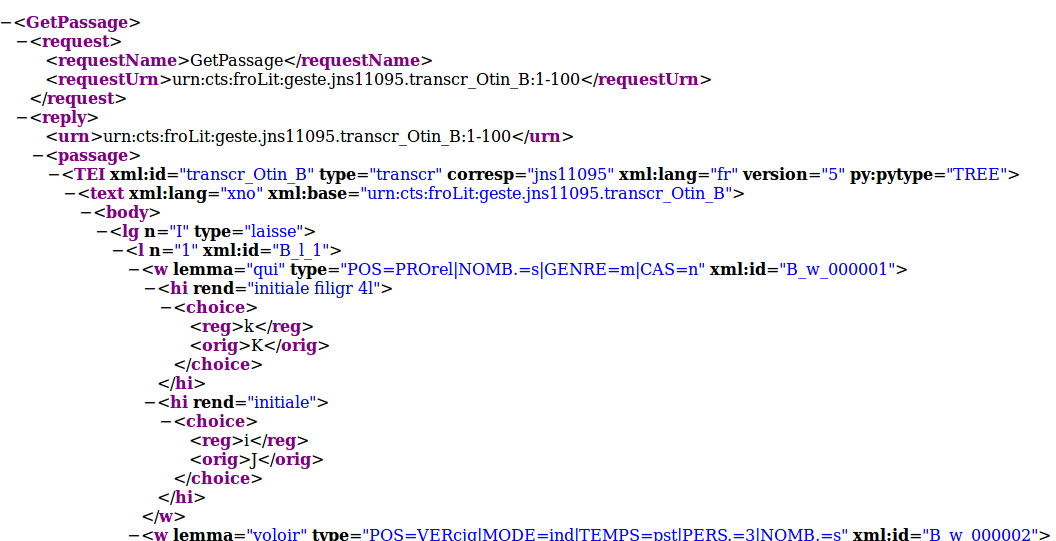 −<GetPassage>
−<request>
<requestName>GetPassage</requestName>
<requestUrn>urn:cts:froLit:geste.jns11095.transcr_Otin_B:1-100</requestUrn>
</request>
−<reply>
<urn>urn:cts:froLit:geste.jns11095.transcr_Otin_B:1-100</urn>
−<passage>
−<TEI xml:id="transcr_Otin_B" type="transcr" corresp="jns11095" xml:lang="fr" version="5" py:pytype="TREE">
−<text xml:lang="xno" xml:base="urn:cts:froLit:geste.jns11095.transcr_Otin_B">
−<body>
−<lg n="I" type="laisse">
−<l n="1" xml:id="B_l_1">
−<w lemma="qui" type="POS=PROrel|NOMB.=s|GENRE=m|CAS=n" xml:id="B_w_000001">
−<hi rend="initiale filigr 4l">
−<choice>
<reg>k</reg>
<orig>K</orig>
</choice>
</hi>
−<hi rend="initiale">
−<choice>
<reg>i</reg>
<orig>J</orig>
</choice>
</hi>
</w>
−<w lemma="voloir" type="POS=VERcjg|MODE=ind|TEMPS=pst|PERS.=3|NOMB.=s" xml:id="B_w_000002">